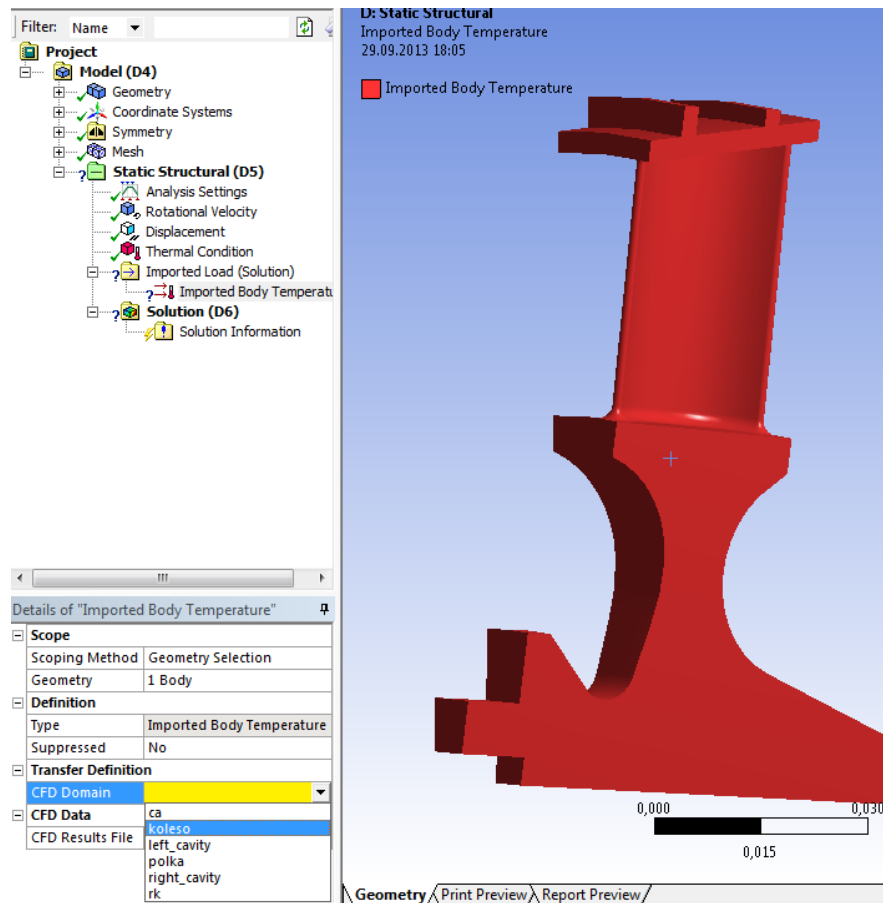 Filter: Name
Project
Model (D4)
Geometry
Coordinate Systems
Symmetry
Mesh
Static Structural (D5)
Analysis Settings
Rotational Velocity
Displacement
Thermal Condition
Imported Load (Solution)
Imported Body Temperatu
Solution (D6)
Solution Information
Details of "Imported Body Temperature"
Scope
Scoping Method Geometry Selection
Geometry 1 Body
Definition
Type Imported Body Temperature
Suppressed No
Transfer Definition
CFD Domain
CFD Data
CFD Results File
ca
koleso
left_cavity
polka
right_cavity
rk
D: Static Structural
Imported Body Temperature
29.09.2013 18:05
Imported Body Temperature
0,000 0,030
0,015
Geometry Print Preview Report Preview